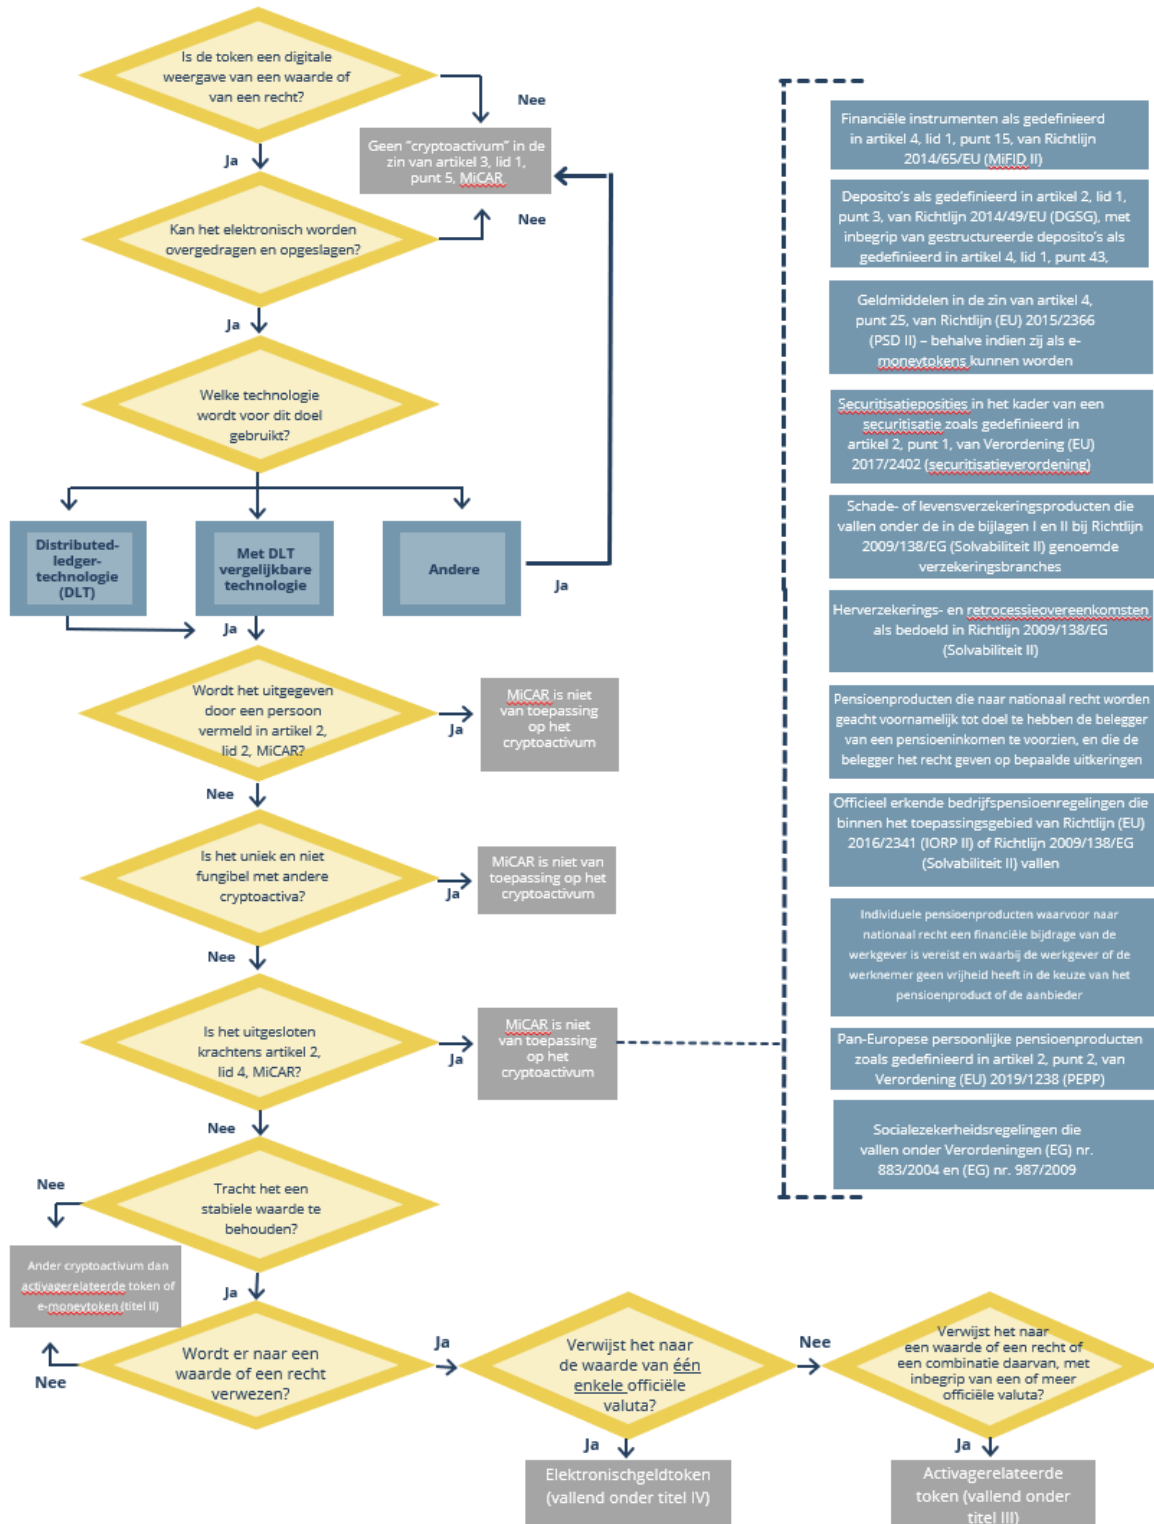 Is de token een digitale
weergave van een waarde of
van een recht?
Nee
Geen “cryptoactivum” in de
zin van artikel 3, lid 1,
punt 5, MiCAR
Ja
Kan het elektronisch worden
overgedragen en opgeslagen?
Nee
Ja
Welke technologie
wordt voor dit doel
gebruikt?
Distributed-
ledger-
technologie
(DLT)
Met DLT
vergelijkbare
technologie
Andere
Ja
Ja
Wordt het uitgegeven
door een persoon
vermeld in artikel 2,
lid 2, MiCAR?
Ja
MiCAR is niet
van toepassing
op het
cryptoactivum
Nee
Is het uniek en niet
fungibel met andere
cryptoactiva?
Ja
MiCAR is niet van
toepassing op het
cryptoactivum
Nee
Is het uitgesloten
krachtens artikel 2,
lid 4, MiCAR?
Ja
MiCAR is niet
van toepassing
op het
cryptoactivum
Nee
Tracht het een
stabiele waarde te
behouden?
Nee
Ander cryptoactivum dan
activagerelateerde token of
e-moneytoken (titel II)
Ja
Wordt er naar een
waarde of een recht
verwezen?
Nee
Ja
Verwijst het naar
de waarde van één
enkele officiële
valuta?
Nee
Verwijst het naar
een waarde of een recht of
een combinatie daarvan, met
inbegrip van een of meer
officiële valuta?
Ja
Elektronischgeldtoken
(vallend onder titel IV)
Ja
Activagerelateerde
token (vallend onder
titel III)
Financiële instrumenten als gedefinieerd
in artikel 4, lid 1, punt 15, van Richtlijn
2014/65/EU (MiFID II)
Deposito’s als gedefinieerd in artikel 2, lid 1,
punt 3, van Richtlijn 2014/49/EU (DGSG), met
inbegrip van gestructureerde deposito’s als
gedefinieerd in artikel 4, lid 1, punt 43,
Geldmiddelen in de zin van artikel 4,
punt 25, van Richtlijn (EU) 2015/2366
(PSD II) – behalve indien zij als e-
moneytokens kunnen worden
Securitisatieposities in het kader van een
securitisatie zoals gedefinieerd in
artikel 2, punt 1, van Verordening (EU)
2017/2402 (securitisatieverordening)
Schade- of levensverzekeringsproducten die
vallen onder de in de bijlagen I en II bij Richtlijn
2009/138/EG (Solvabiliteit II) genoemde
verzekeringsbranches
Herverzekerings- en retrocessieovereenkomsten
als bedoeld in Richtlijn 2009/138/EG
(Solvabiliteit II)
Pensioenproducten die naar nationaal recht worden
geacht voornamelijk tot doel te hebben de belegger
van een pensioeninkomen te voorzien, en die de
belegger het recht geven op bepaalde uitkeringen
Officieel erkende bedrijfspensioenregelingen die
binnen het toepassingsgebied van Richtlijn (EU)
2016/2341 (IORP II) of Richtlijn 2009/138/EG
(Solvabiliteit II) vallen
Individuele pensioenproducten waarvoor naar
nationaal recht een financiële bijdrage van de
werkgever is vereist en waarbij de werkgever of de
werknemer geen vrijheid heeft in de keuze van het
pensioenproduct of de aanbieder
Pan-Europese persoonlijke pensioenproducten
zoals gedefinieerd in artikel 2, punt 2, van
Verordening (EU) 2019/1238 (PEPP)
Socialezekerheidsregelingen die
vallen onder Verordeningen (EG) nr.
883/2004 en (EG) nr. 987/2009